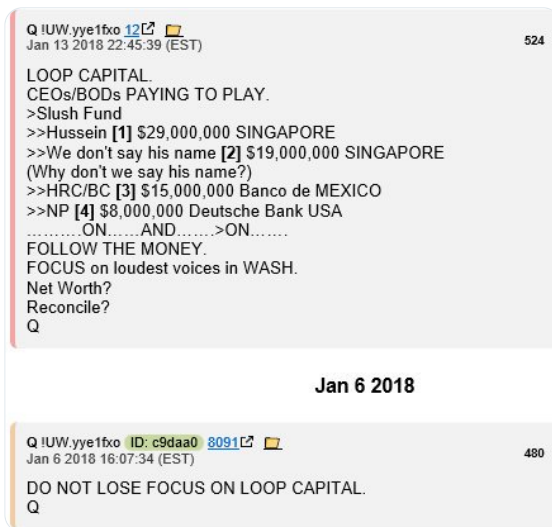 Q !UW.yye1fxo 12
Jan 13 2018 22:45:39 (EST)
524
LOOP CAPITAL.
CEOs/BODs PAYING TO PLAY.
>Slush Fund
>>Hussein [1] $29,000,000 SINGAPORE
>>We don't say his name [2] $19,000,000 SINGAPORE
(Why don't we say his name?)
>>HRC/BC [3] $15,000,000 Banco de MEXICO
>>NP [4] $8,000,000 Deutsche Bank USA
……….ON……AND…….>ON…….
FOLLOW THE MONEY.
FOCUS on loudest voices in WASH.
Net Worth?
Reconcile?
Q
Jan 6 2018
Q !UW.yye1fxo ID: c9daa0 8091
Jan 6 2018 16:07:34 (EST)
480
DO NOT LOSE FOCUS ON LOOP CAPITAL.
Q